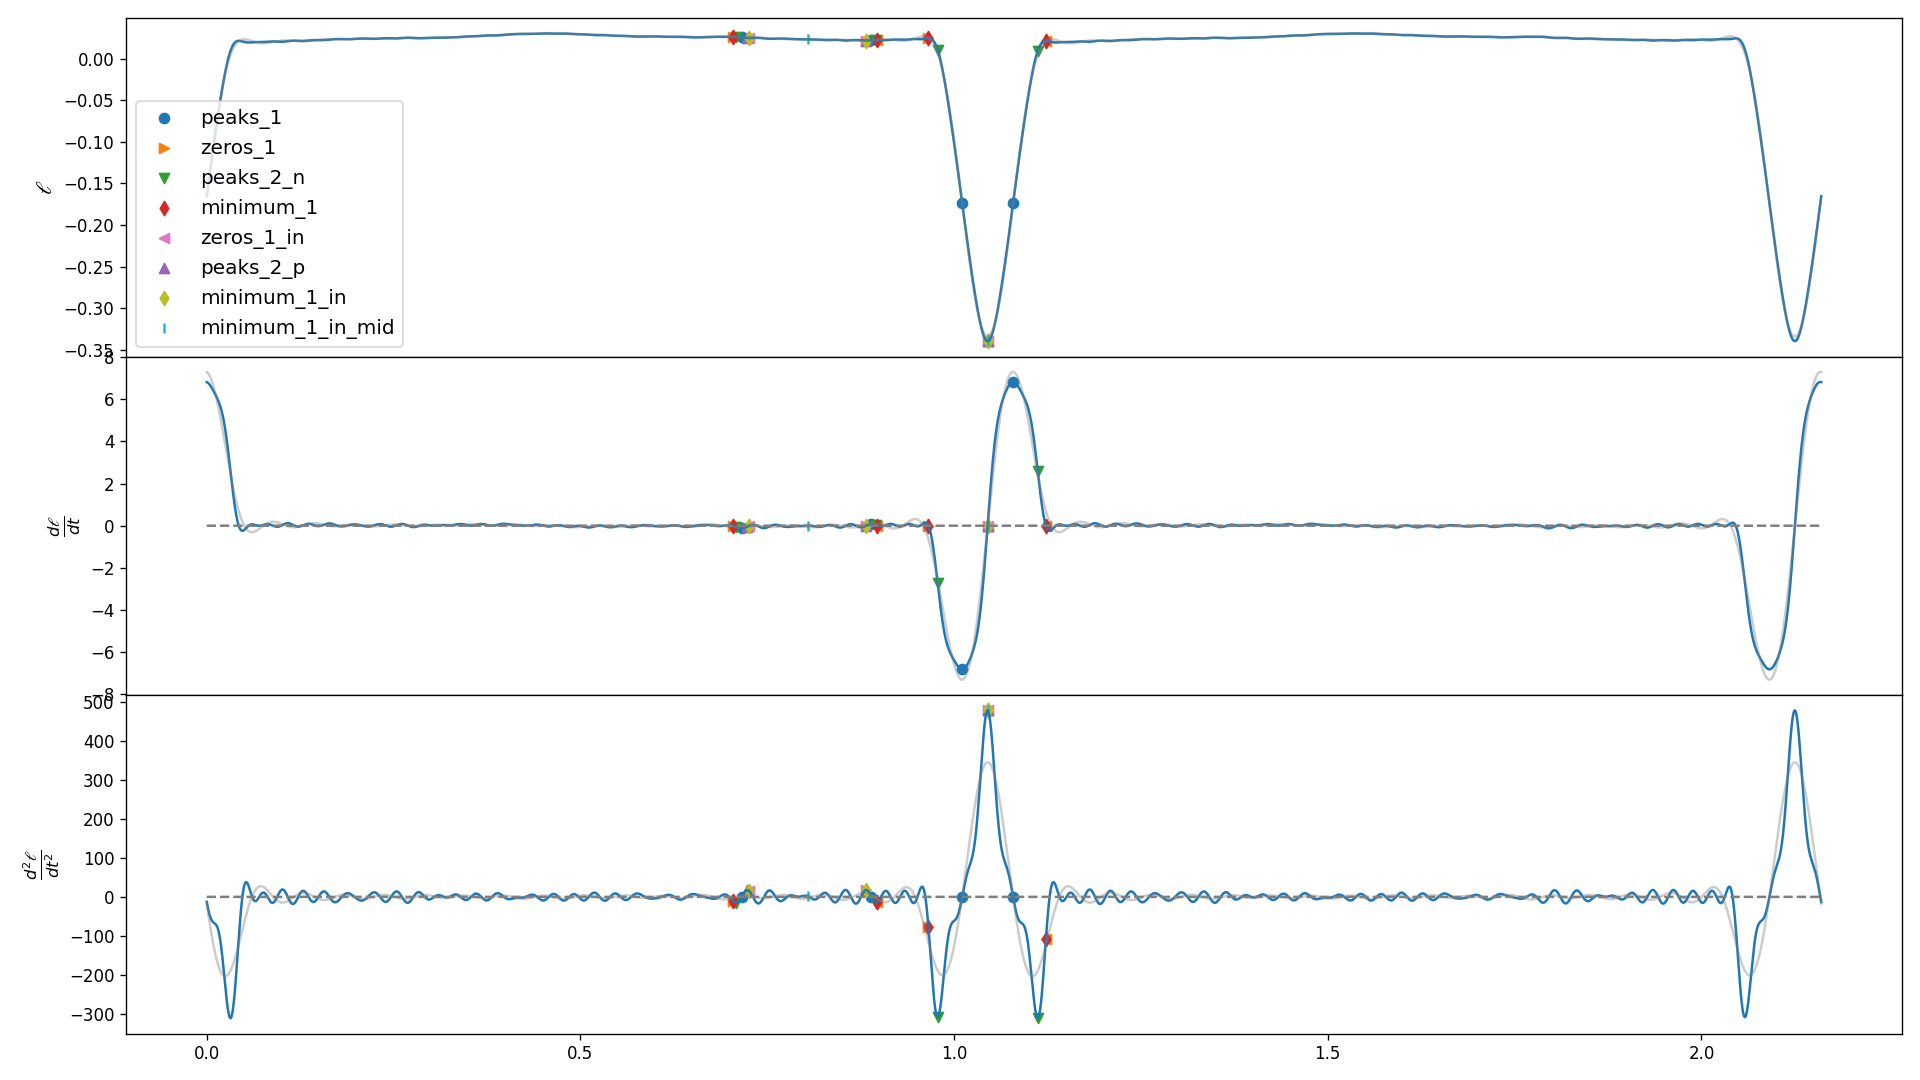 0.00
−0.05
−0.10
−0.15
−0.20
−0.25
−0.30
−0.35
ℓ
peaks_1
zeros_1
peaks_2_n
minimum_1
zeros_1_in
peaks_2_p
minimum_1_in
minimum_1_in_mid
8
6
4
2
0
−2
−4
−6
−8
dℓ
dt
500
400
300
200
100
0
−100
−200
−300
d²ℓ
dt²
0.0 0.5 1.0 1.5 2.0